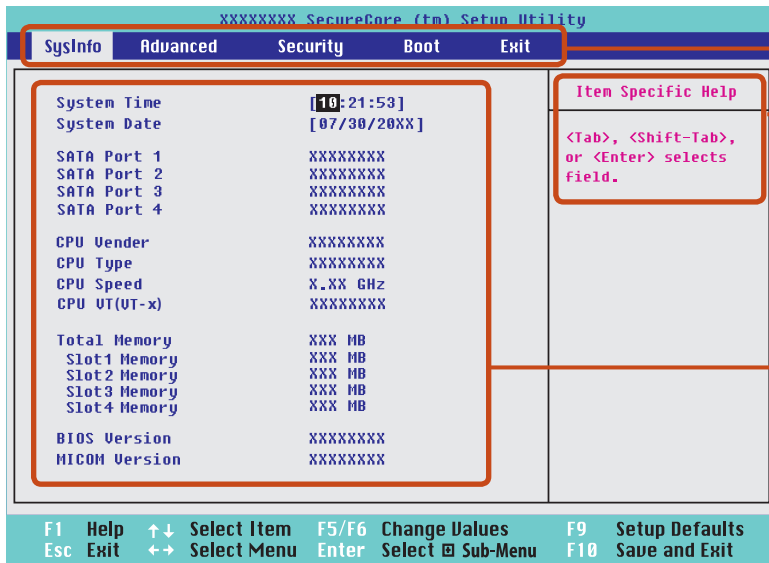 XXXXXXXX SecureCore (tm) Setup Utility
SysInfo Advanced Security Boot Exit
System Time [10:21:53]
System Date [07/30/20XX]
SATA Port 1 XXXXXXXX
SATA Port 2 XXXXXXXX
SATA Port 3 XXXXXXXX
SATA Port 4 XXXXXXXX
CPU Vender XXXXXXXX
CPU Type XXXXXXXX
CPU Speed X.XX GHz
CPU VT(VT-x) XXXXXXXX
Total Memory XXX MB
Slot1 Memory XXX MB
Slot2 Memory XXX MB
Slot3 Memory XXX MB
Slot4 Memory XXX MB
BIOS Version XXXXXXXX
MICOM Version XXXXXXXX
Item Specific Help
<Tab>, <Shift-Tab>,
or <Enter> selects
field.
F1 Help ↑↓ Select Item F5/F6 Change Values F9 Setup Defaults
Esc Exit ←→ Select Menu Enter Select ⊡ Sub-Menu F10 Save and Exit